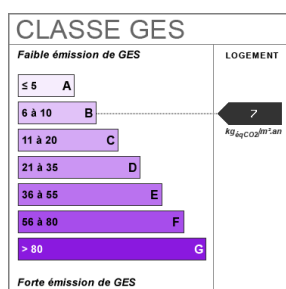 CLASSE GES
Faible émission de GES
LOGEMENT
≤ 5 A
6 à 10 B
7
kgéqCO2/m².an
11 à 20 C
21 à 35 D
36 à 55 E
56 à 80 F
> 80 G
Forte émission de GES